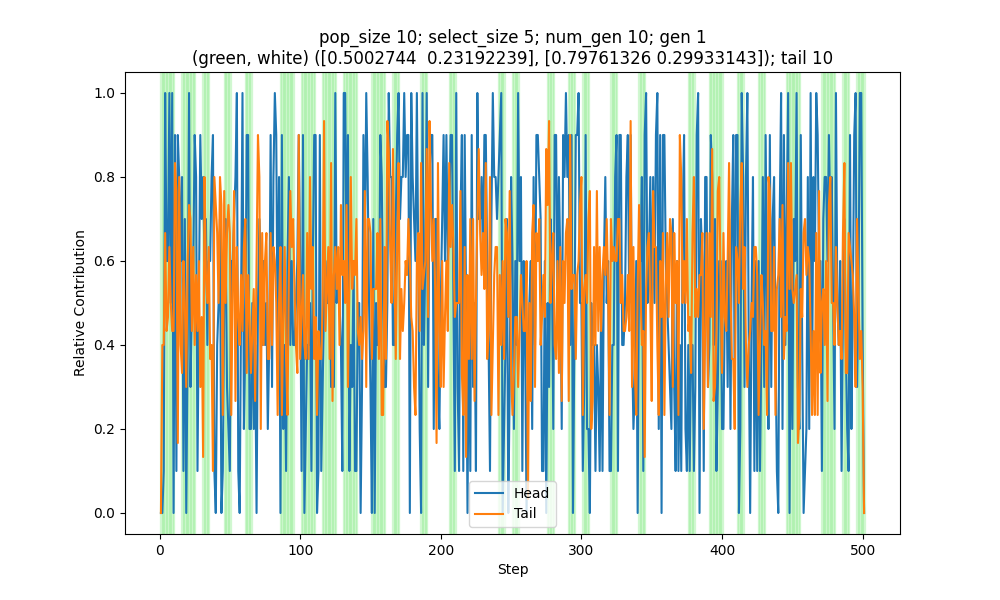 pop_size 10; select_size 5; num_gen 10; gen 1
(green, white) ([0.5002744  0.23192239], [0.79761326 0.29933143]); tail 10
Relative Contribution
1.0
0.8
0.6
0.4
0.2
0.0
Head
Tail
0
100
200
300
400
500
Step